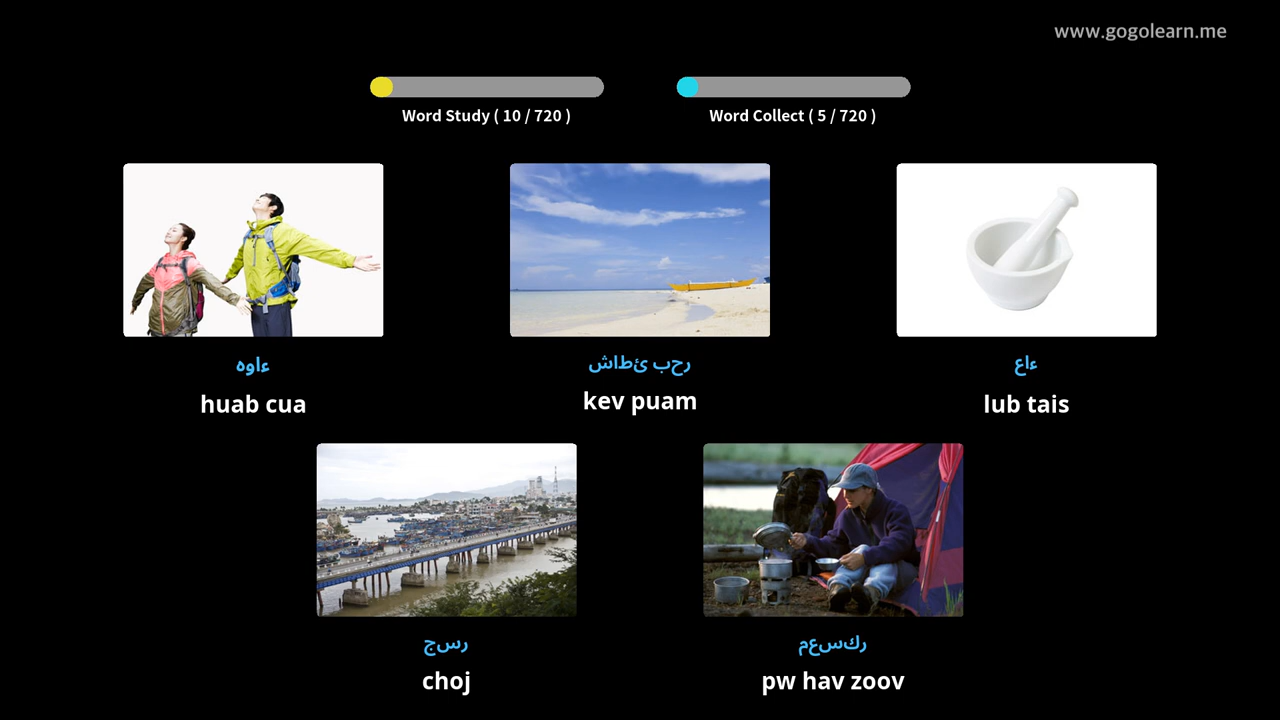 www.gogolearn.me
Word Study ( 10 / 720 )
Word Collect ( 5 / 720 )
ءاوه
huab cua
رحب ئطاش
kev puam
ءاع
lub tais
رسج
choj
ركسعم
pw hav zoov